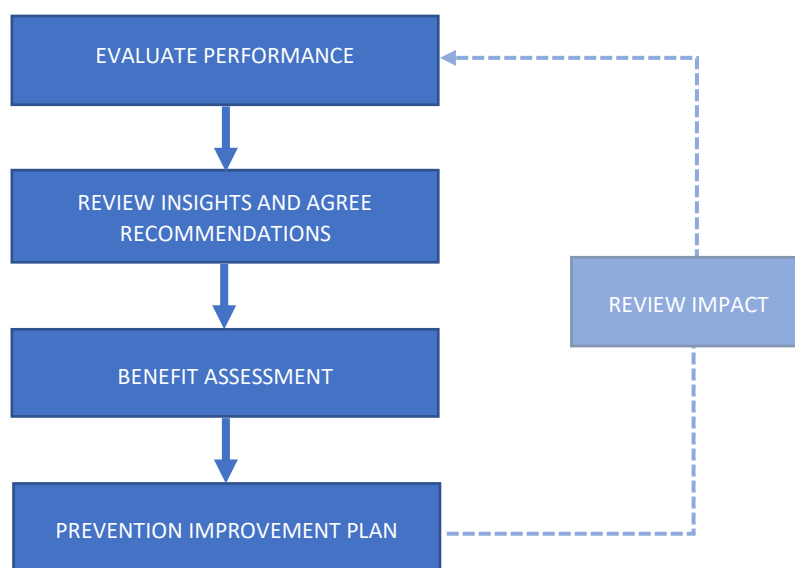 EVALUATE PERFORMANCE
REVIEW INSIGHTS AND AGREE
RECOMMENDATIONS
REVIEW IMPACT
BENEFIT ASSESSMENT
PREVENTION IMPROVEMENT PLAN